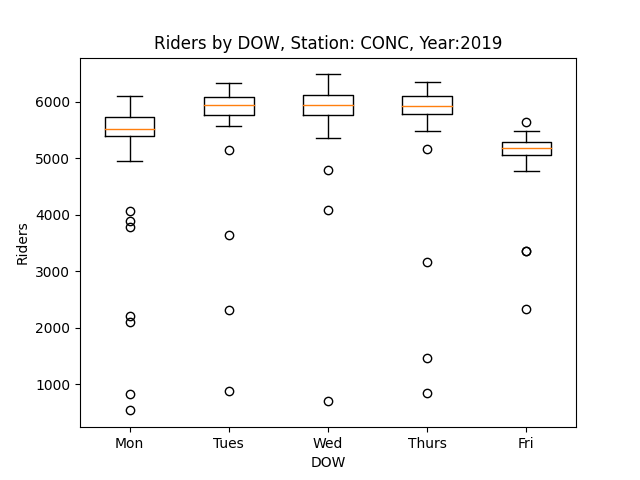 Riders by DOW, Station: CONC, Year:2019
6000
5000
4000
3000
2000
1000
Riders
Mon Tues Wed Thurs Fri
DOW